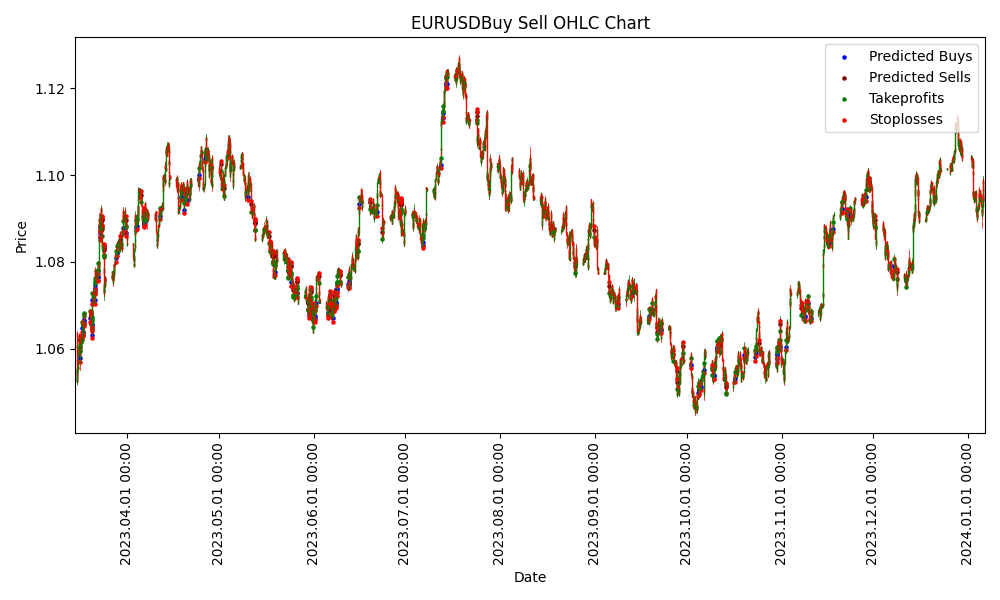 EURUSDBuy Sell OHLC Chart
Predicted Buys
Predicted Sells
Takeprofits
Stoplosses
Price
1.12
1.10
1.08
1.06
2023.04.01 00:00
2023.05.01 00:00
2023.06.01 00:00
2023.07.01 00:00
2023.08.01 00:00
2023.09.01 00:00
2023.10.01 00:00
2023.11.01 00:00
2023.12.01 00:00
2024.01.01 00:00
Date